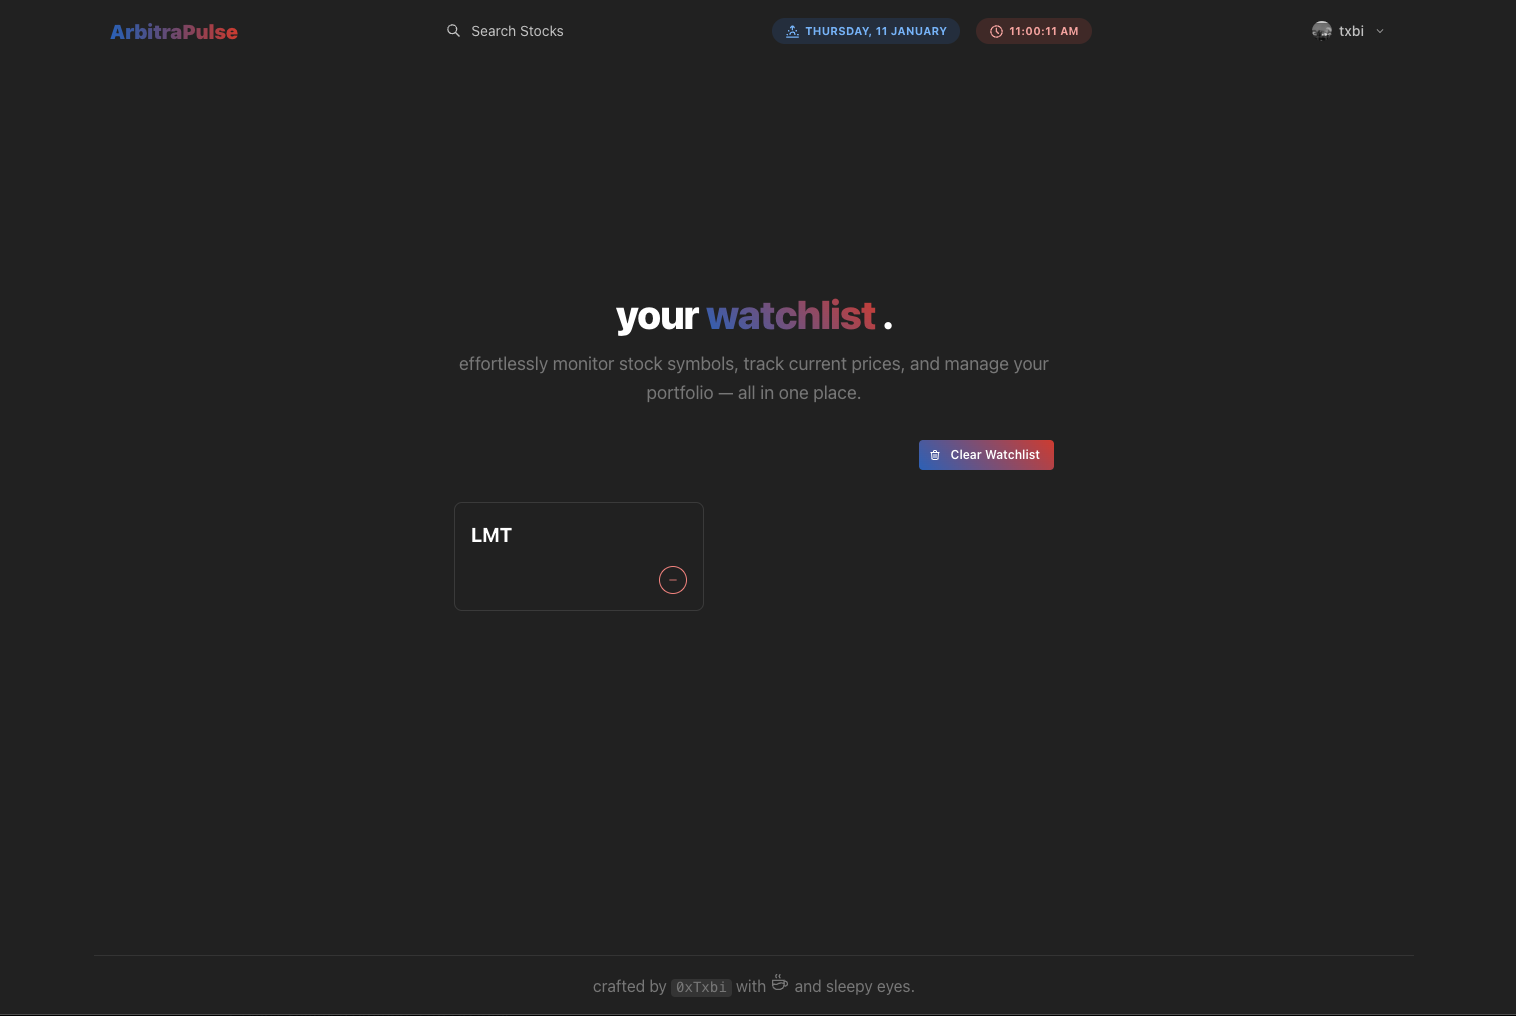 ArbitraPulse
Search Stocks
THURSDAY, 11 JANUARY
11:00:11 AM
txbi
your watchlist .
effortlessly monitor stock symbols, track current prices, and manage your
portfolio — all in one place.
Clear Watchlist
LMT
crafted by 0xTxbi with and sleepy eyes.